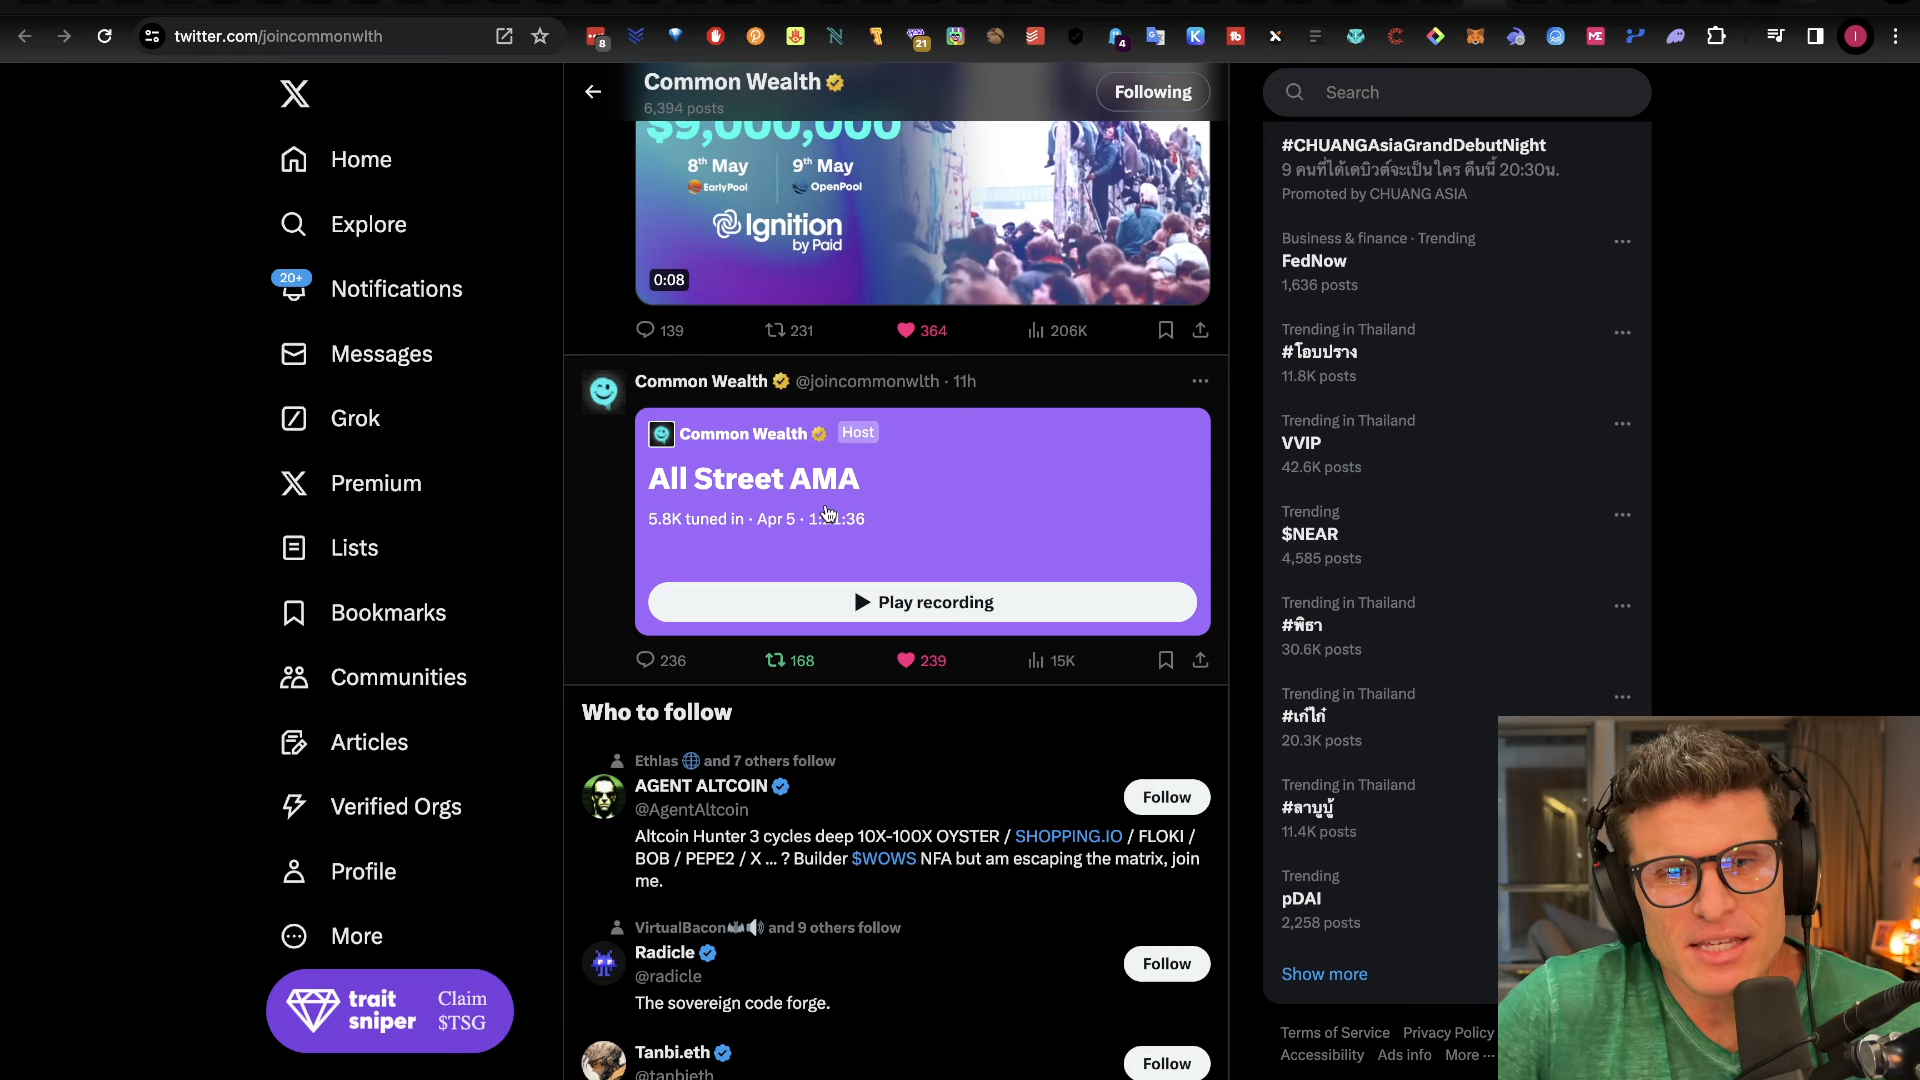 twitter.com/joincommonwlth
8
21
4
Common Wealth
6,394 posts
Following
Search
Home
Explore
20+
Notifications
Messages
Grok
Premium
Lists
Bookmarks
Communities
Articles
Verified Orgs
Profile
More
trait sniper
Claim $TSG
$9,000,000
8th May
9th May
EarlyPool
OpenPool
Ignition
by Paid
0:08
139
231
364
206K
Common Wealth @joincommonwlth · 11h
Common Wealth Host
All Street AMA
5.8K tuned in · Apr 5 ·
Play recording
236
168
239
15K
Who to follow
Ethlas and 7 others follow
AGENT ALTCOIN
@AgentAltcoin
Follow
Altcoin Hunter 3 cycles deep 10X-100X OYSTER / SHOPPING.IO / FLOKI /
BOB / PEPE2 / X ... ? Builder $WOWS NFA but am escaping the matrix, join
me.
VirtualBacon and 9 others follow
Radicle
@radicle
Follow
The sovereign code forge.
Tanbi.eth
@tanbieth
Follow
#CHUANGAsiaGrandDebutNight
9 คนที่ได้เดบิวต์จะเป็นใคร คืนนี้ 20:30น.
Promoted by CHUANG ASIA
Business & finance · Trending
FedNow
1,636 posts
Trending in Thailand
#โอบปราง
11.8K posts
Trending in Thailand
VVIP
42.6K posts
Trending
$NEAR
4,585 posts
Trending in Thailand
#พิธา
30.6K posts
Trending in Thailand
#เก๋ไก๋
20.3K posts
Trending in Thailand
#ลาบูบู้
11.4K posts
Trending
pDAI
2,258 posts
Show more
Terms of Service Privacy Policy
Accessibility Ads info More ...